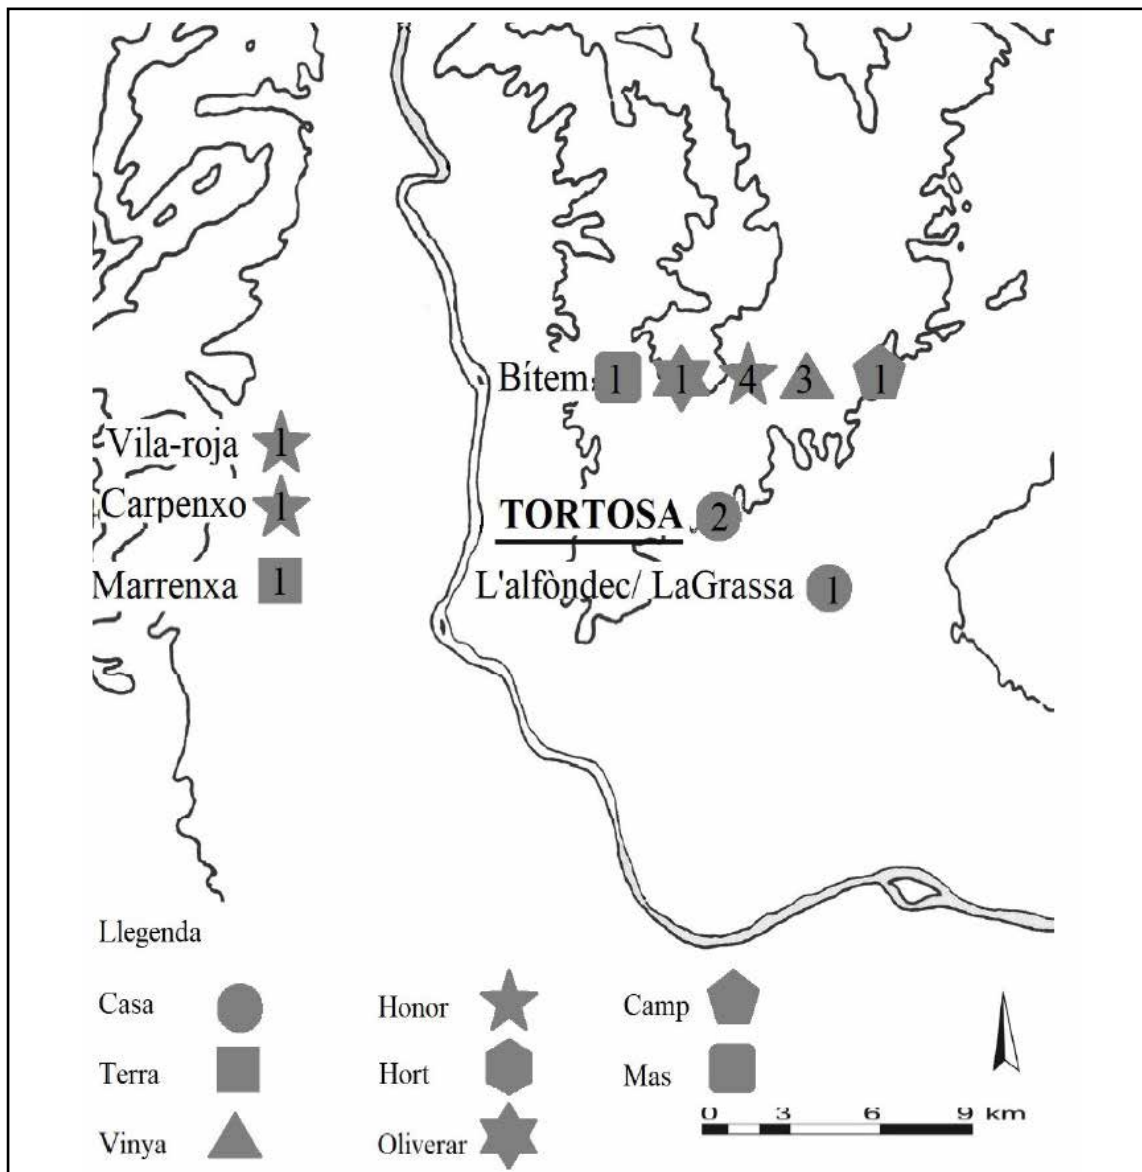 Bítem 1 1 4 3 1
Vila-roja 1
Carpenxo 1
TORTOSA 2
Marrenxa 1
L'alfòndec/ LaGrassa 1
Llegenda
Casa
Honor
Camp
Terra
Hort
Mas
Vinya
Oliverar
0 3 6 9 km